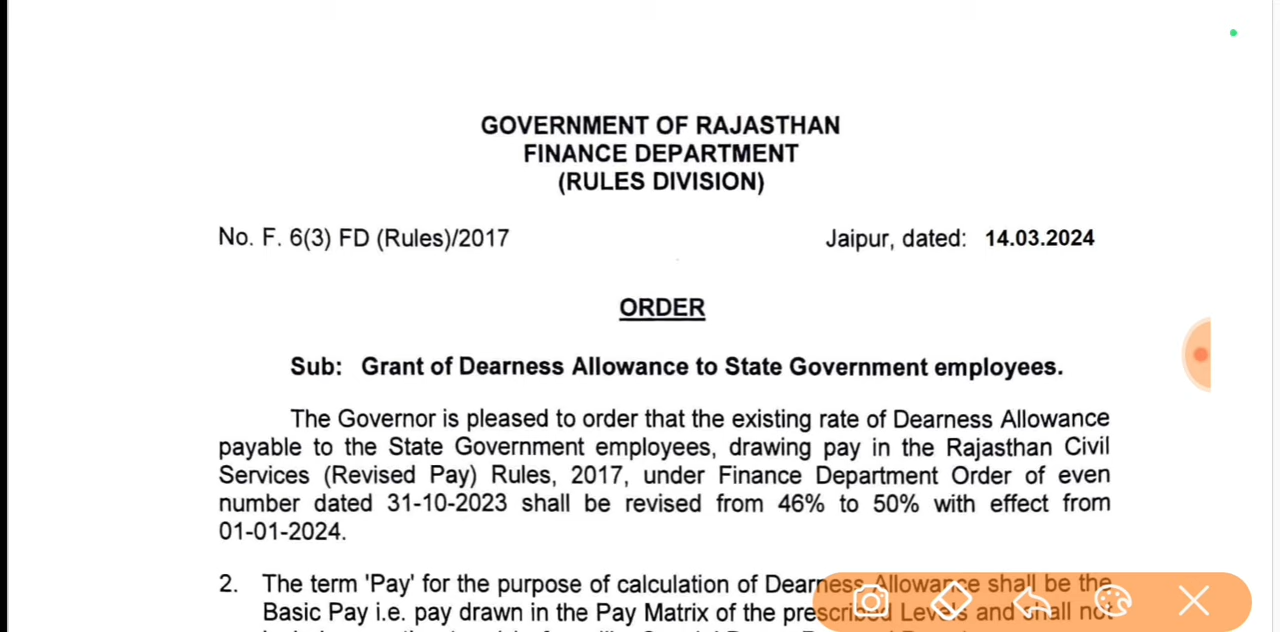 GOVERNMENT OF RAJASTHAN
FINANCE DEPARTMENT
(RULES DIVISION)
No. F. 6(3) FD (Rules)/2017 Jaipur, dated: 14.03.2024
ORDER
Sub: Grant of Dearness Allowance to State Government employees.
The Governor is pleased to order that the existing rate of Dearness Allowance
payable to the State Government employees, drawing pay in the Rajasthan Civil
Services (Revised Pay) Rules, 2017, under Finance Department Order of even
number dated 31-10-2023 shall be revised from 46% to 50% with effect from
01-01-2024.
2. The term 'Pay' for the purpose of calculation of Dearness Allowance shall be the
Basic Pay i.e. pay drawn in the Pay Matrix of the prescribed Levels and shall not